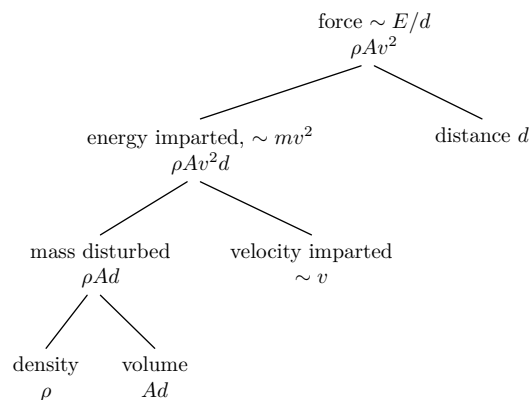 force ∼ E/d
ρAv²
energy imparted, ∼ mv²
ρAv²d
distance d
mass disturbed
ρAd
velocity imparted
∼ v
density
ρ
volume
Ad